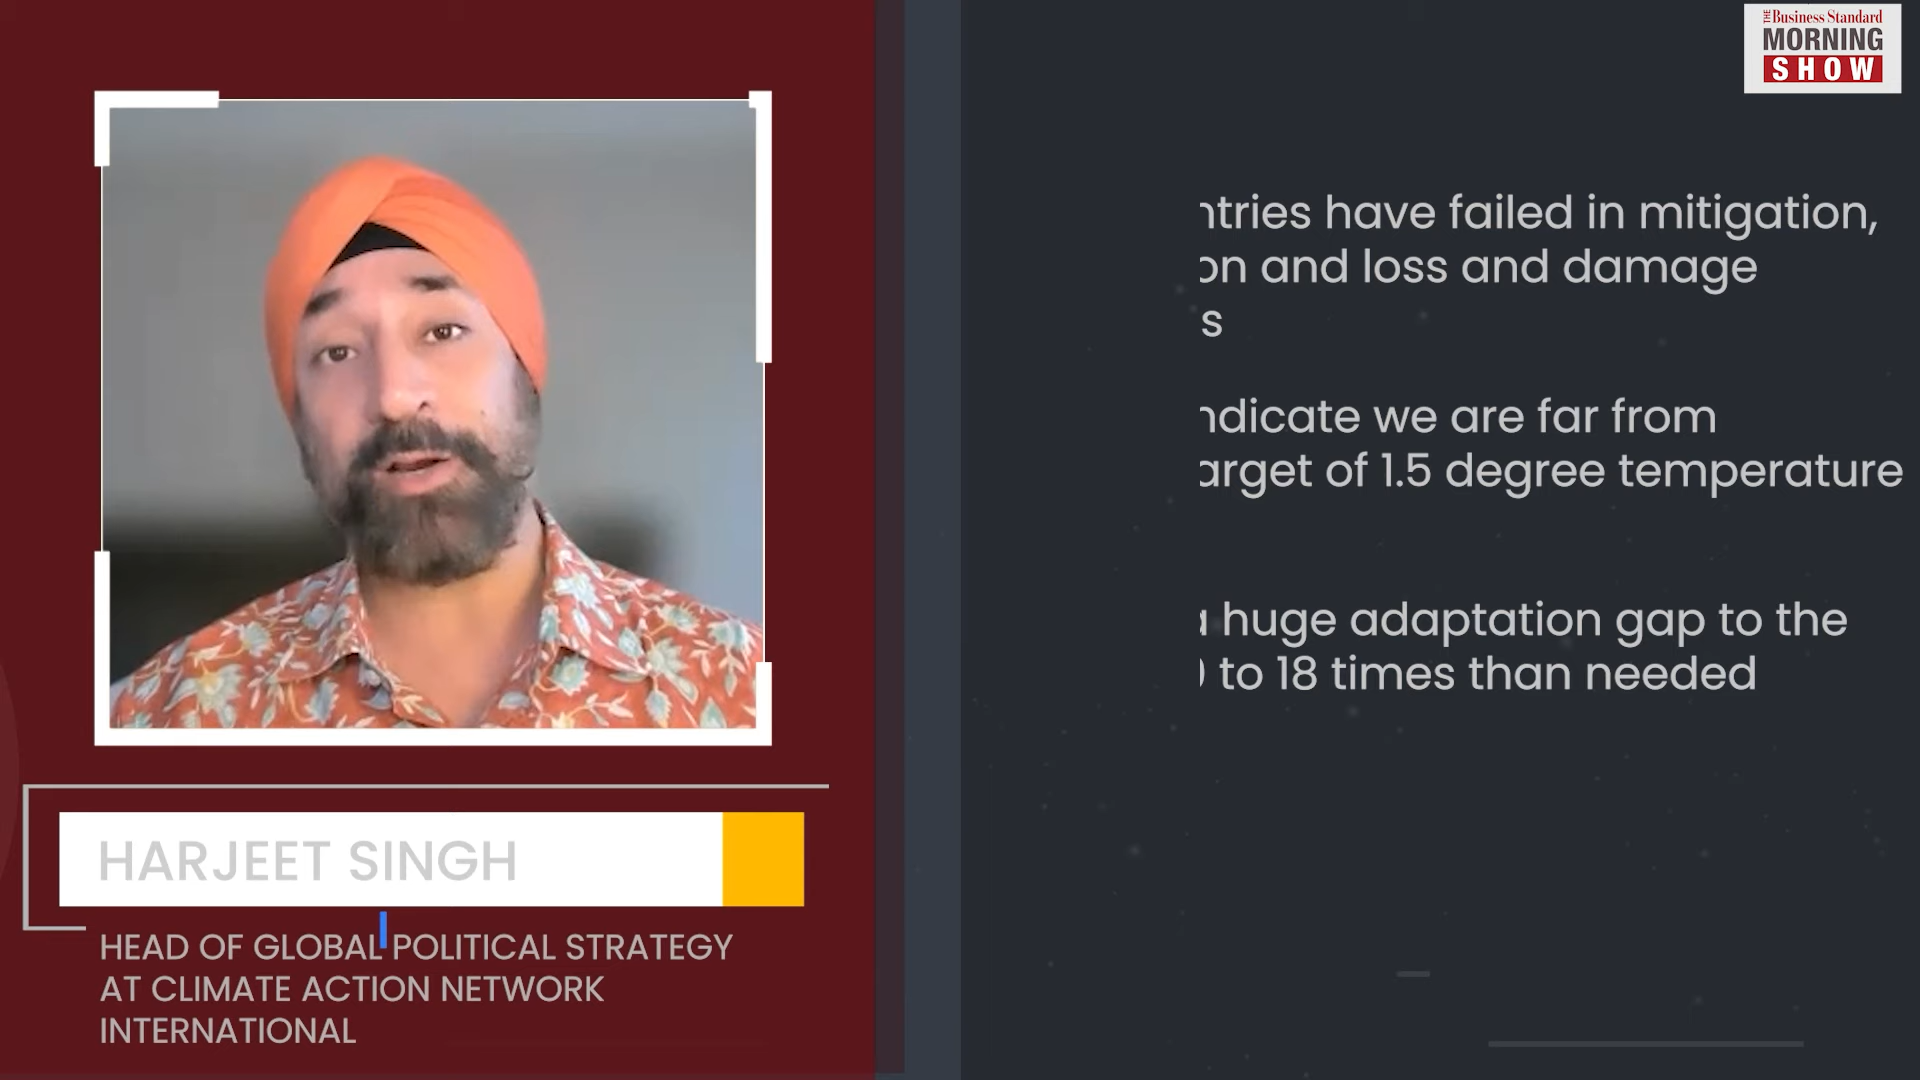 THE Business Standard
MORNING
SHOW
ntries have failed in mitigation,
on and loss and damage
s
ndicate we are far from
arget of 1.5 degree temperature
a huge adaptation gap to the
to 18 times than needed
HARJEET SINGH
HEAD OF GLOBAL POLITICAL STRATEGY
AT CLIMATE ACTION NETWORK
INTERNATIONAL